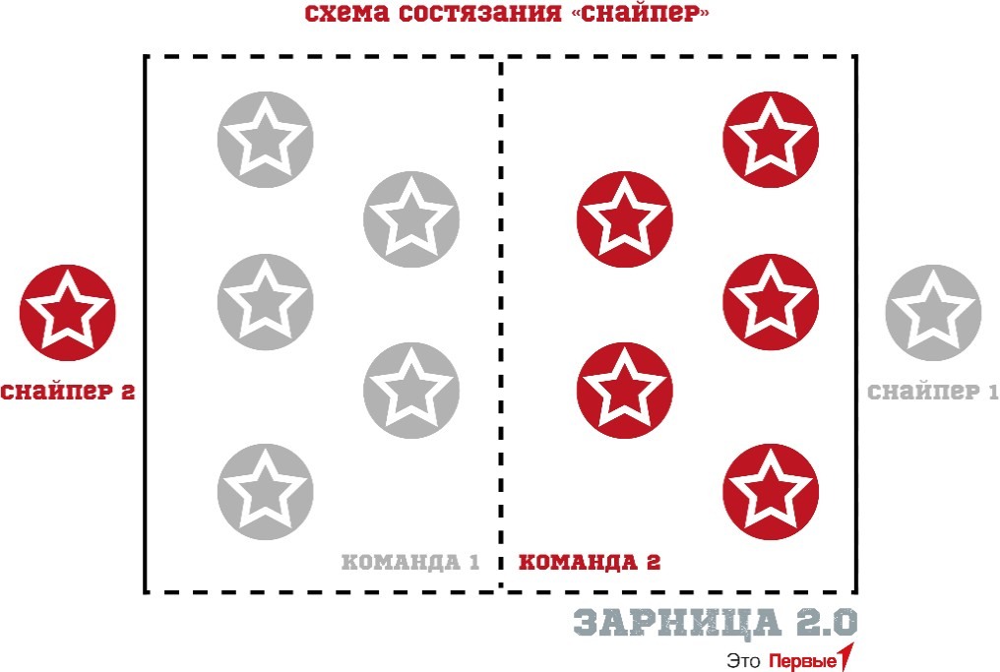 СХЕМА СОСТЯЗАНИЯ «СНАЙПЕР»
СНАЙПЕР 2
СНАЙПЕР 1
КОМАНДА 1
КОМАНДА 2
ЗАРНИЦА 2.0
Это Первые